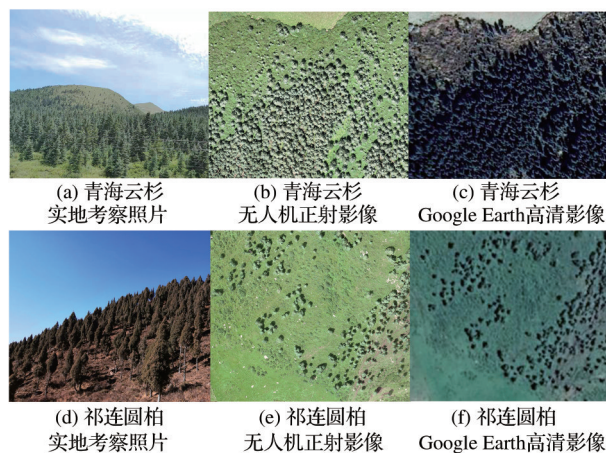 (a) 青海云杉
实地考察照片
(b) 青海云杉
无人机正射影像
(c) 青海云杉
Google Earth高清影像
(d) 祁连圆柏
实地考察照片
(e) 祁连圆柏
无人机正射影像
(f) 祁连圆柏
Google Earth高清影像